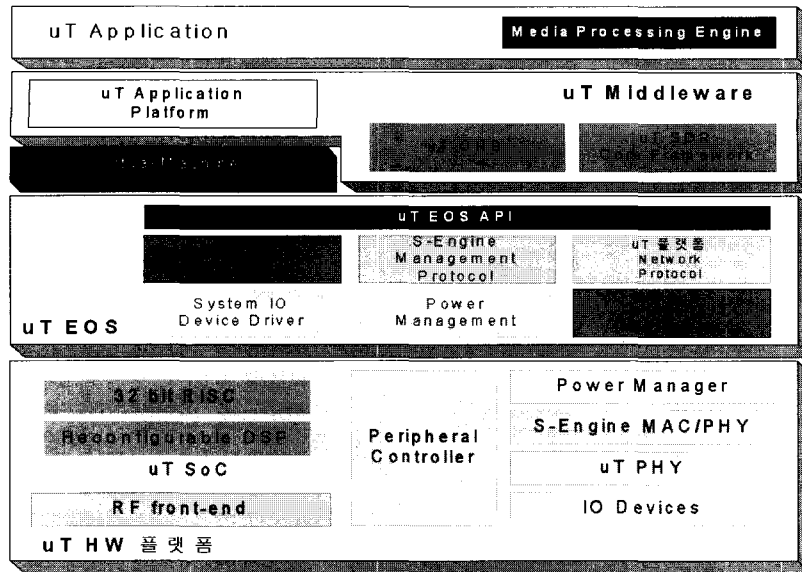 uT Application
Media Processing Engine
uT Application
Platform
uT Middleware
uT EOS API
S-Engine
Management
Protocol
uT 플랫폼
Network
Protocol
System IO
Device Driver
Power
Management
uT EOS
32 bit RISC
Reconfigurable DSP
uT SoC
RF front-end
Peripheral
Controller
Power Manager
S-Engine MAC/PHY
uT PHY
IO Devices
uT HW 플랫폼